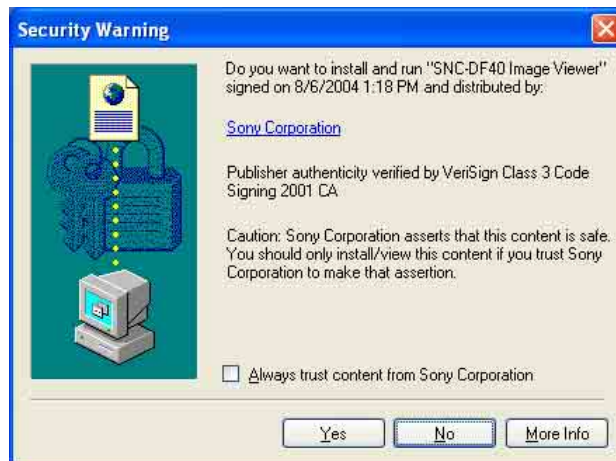 Security Warning
Do you want to install and run "SNC-DF40 Image Viewer"
signed on 8/6/2004 1:18 PM and distributed by:
Sony Corporation
Publisher authenticity verified by VeriSign Class 3 Code
Signing 2001 CA
Caution: Sony Corporation asserts that this content is safe.
You should only install/view this content if you trust Sony
Corporation to make that assertion.
Always trust content from Sony Corporation
Yes No More Info